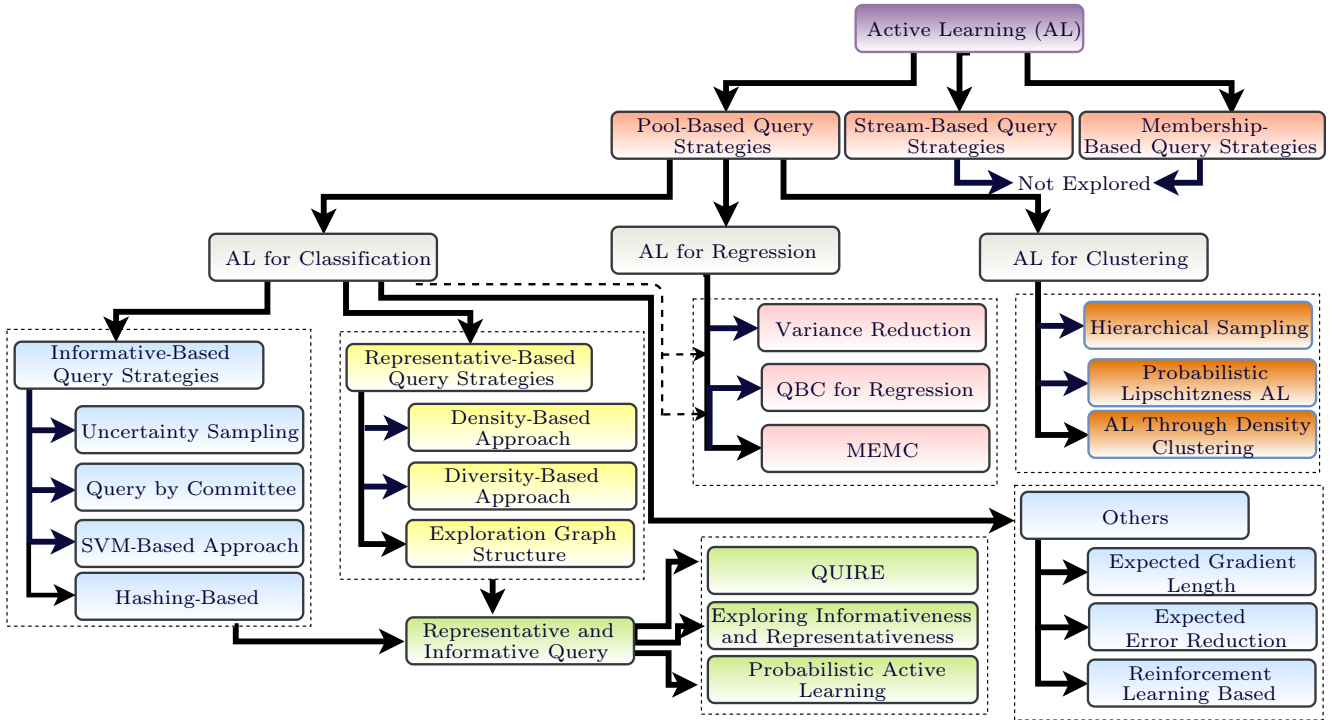 Active Learning (AL)
Pool-Based Query
Strategies
Stream-Based Query
Strategies
Membership-
Based Query Strategies
Not Explored
AL for Classification
AL for Regression
AL for Clustering
Informative-Based
Query Strategies
Uncertainty Sampling
Query by Committee
SVM-Based Approach
Hashing-Based
Representative-Based
Query Strategies
Density-Based
Approach
Diversity-Based
Approach
Exploration Graph
Structure
Variance Reduction
QBC for Regression
MEMC
Hierarchical Sampling
Probabilistic
Lipschitzness AL
AL Through Density
Clustering
Representative and
Informative Query
QUIRE
Exploring Informativeness
and Representativeness
Probabilistic Active
Learning
Others
Expected Gradient
Length
Expected
Error Reduction
Reinforcement
Learning Based